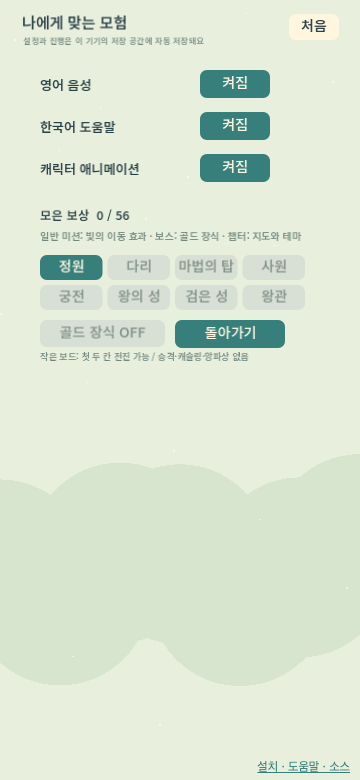 나에게 맞는 모험
처음
설정과 진행은 이 기기의 저장 공간에 자동 저장돼요
영어 음성 켜짐
한국어 도움말 켜짐
캐릭터 애니메이션 켜짐
모은 보상 0 / 56
일반 미션: 빛의 이동 효과 · 보스: 골드 장식 · 챕터: 지도와 테마
정원 다리 마법의 탑 사원
궁전 왕의 성 검은 성 왕관
골드 장식 OFF 돌아가기
작은 보드: 첫 두 칸 전진 가능 / 승격·캐슬링·앙파상 없음
설치 · 도움말 · 소스